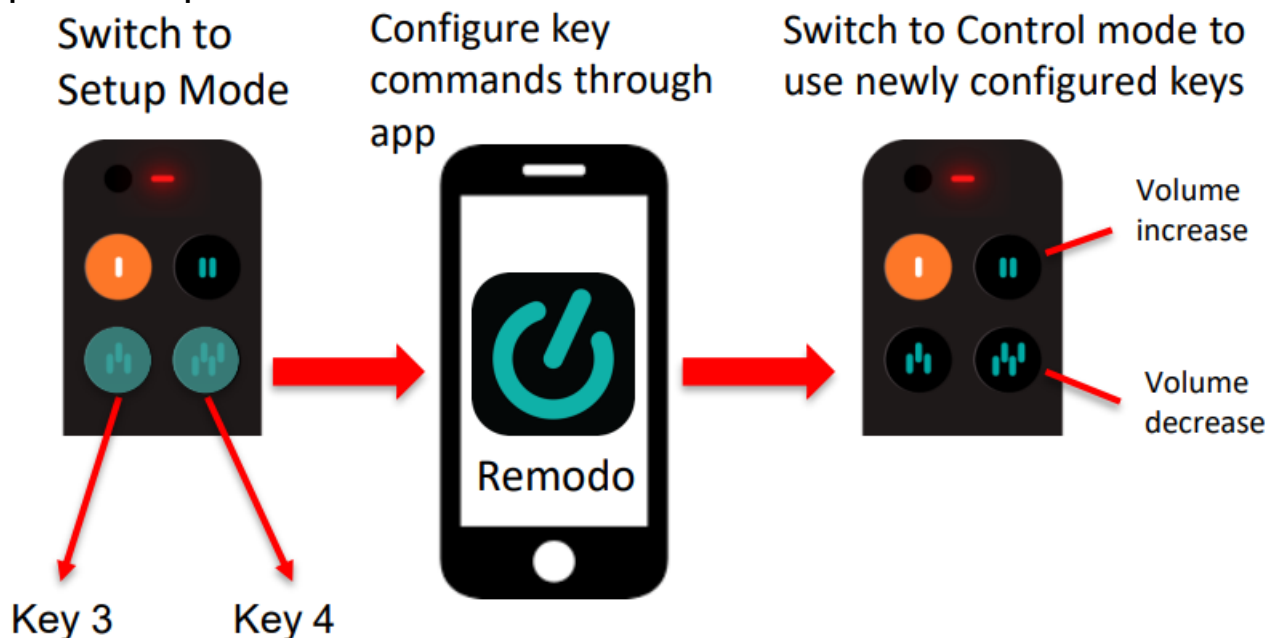 Switch to
Setup Mode
Configure key
commands through
app
Switch to Control mode to
use newly configured keys
Volume
increase
Remodo
Volume
decrease
Key 3
Key 4